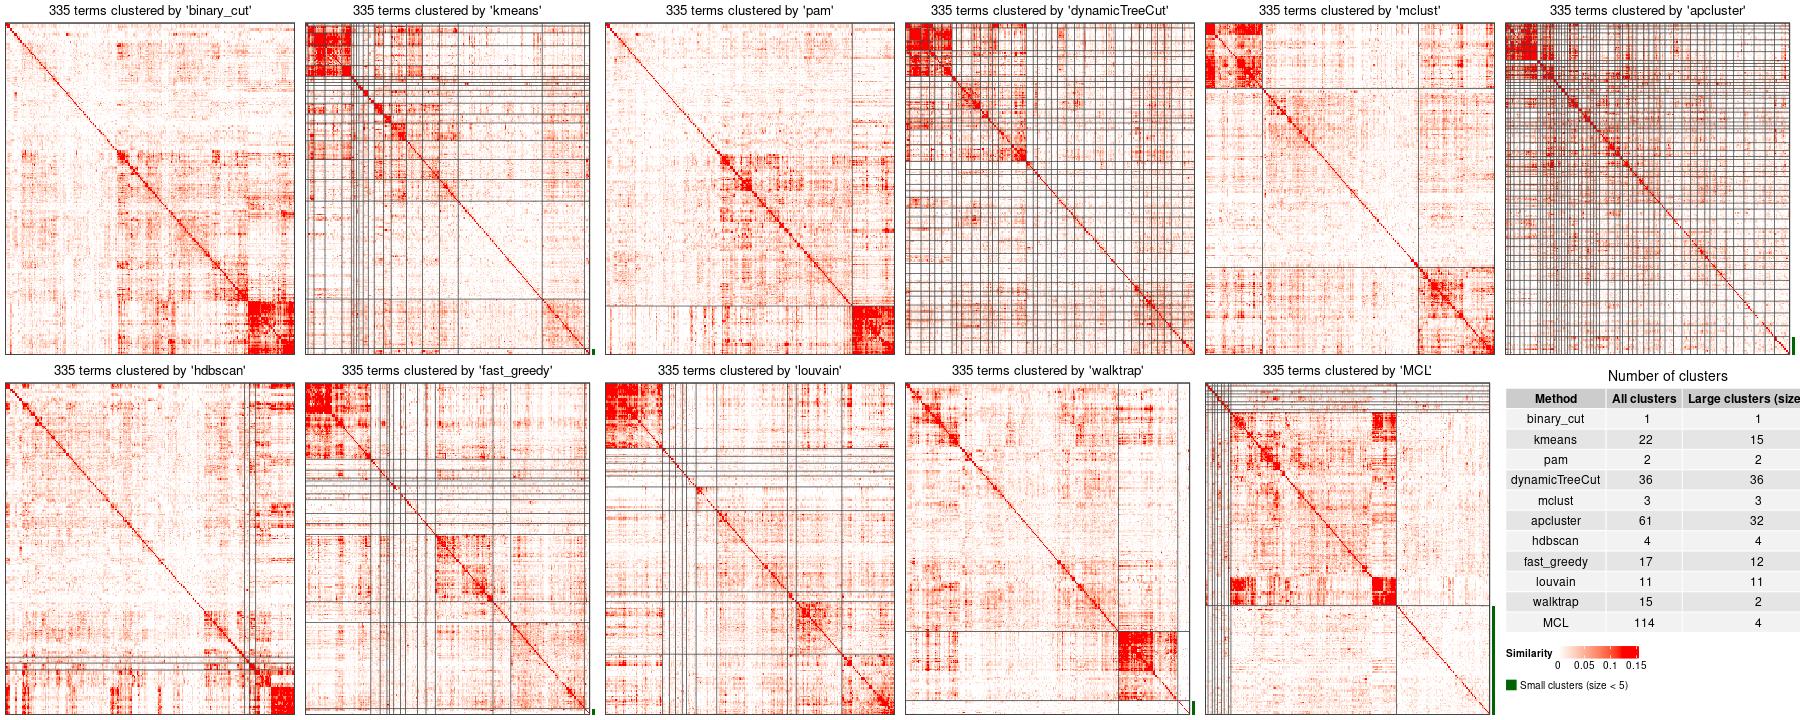 335 terms clustered by 'binary_cut'
335 terms clustered by 'kmeans'
335 terms clustered by 'pam'
335 terms clustered by 'dynamicTreeCut'
335 terms clustered by 'mclust'
335 terms clustered by 'apcluster'
335 terms clustered by 'hdbscan'
335 terms clustered by 'fast_greedy'
335 terms clustered by 'louvain'
335 terms clustered by 'walktrap'
335 terms clustered by 'MCL'
Number of clusters
Method All clusters Large clusters (size
binary_cut 1 1
kmeans 22 15
pam 2 2
dynamicTreeCut 36 36
mclust 3 3
apcluster 61 32
hdbscan 4 4
fast_greedy 17 12
louvain 11 11
walktrap 15 2
MCL 114 4
Similarity
0 0.05 0.1 0.15
Small clusters (size < 5)